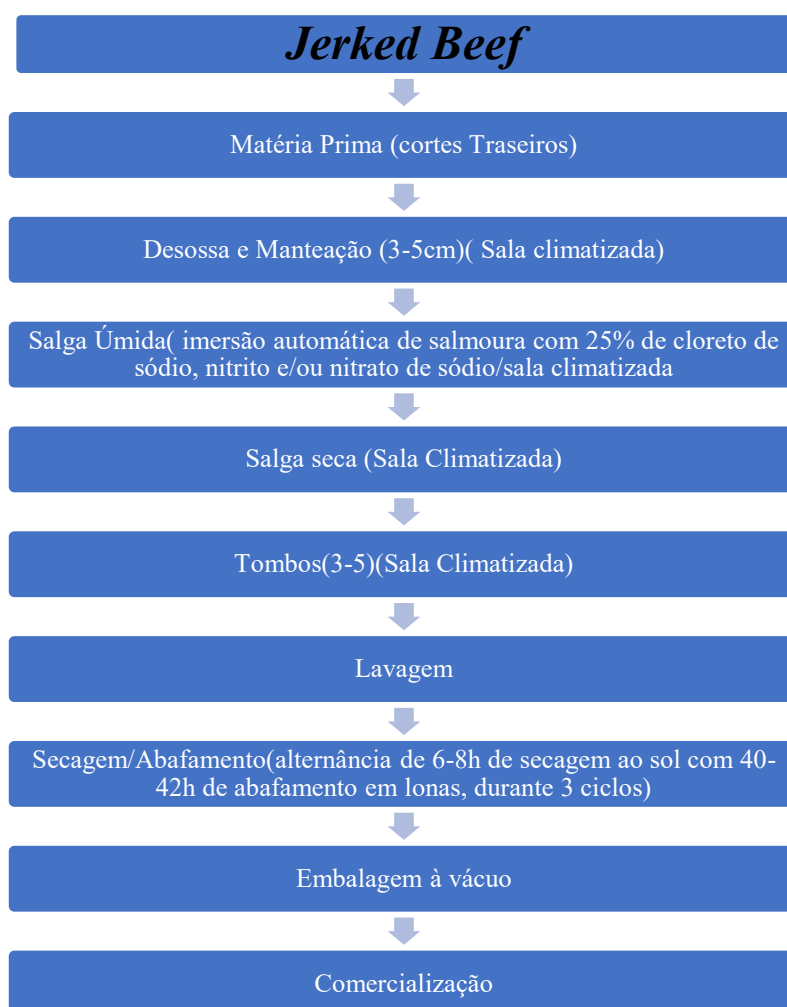 Jerked Beef
Matéria Prima (cortes Traseiros)
Desossa e Manteação (3-5cm)( Sala climatizada)
Salga Úmida( imersão automática de salmoura com 25% de cloreto de
sódio, nitrito e/ou nitrato de sódio/sala climatizada
Salga seca (Sala Climatizada)
Tombos(3-5)(Sala Climatizada)
Lavagem
Secagem/Abafamento(alternância de 6-8h de secagem ao sol com 40-
42h de abafamento em lonas, durante 3 ciclos)
Embalagem à vácuo
Comercialização